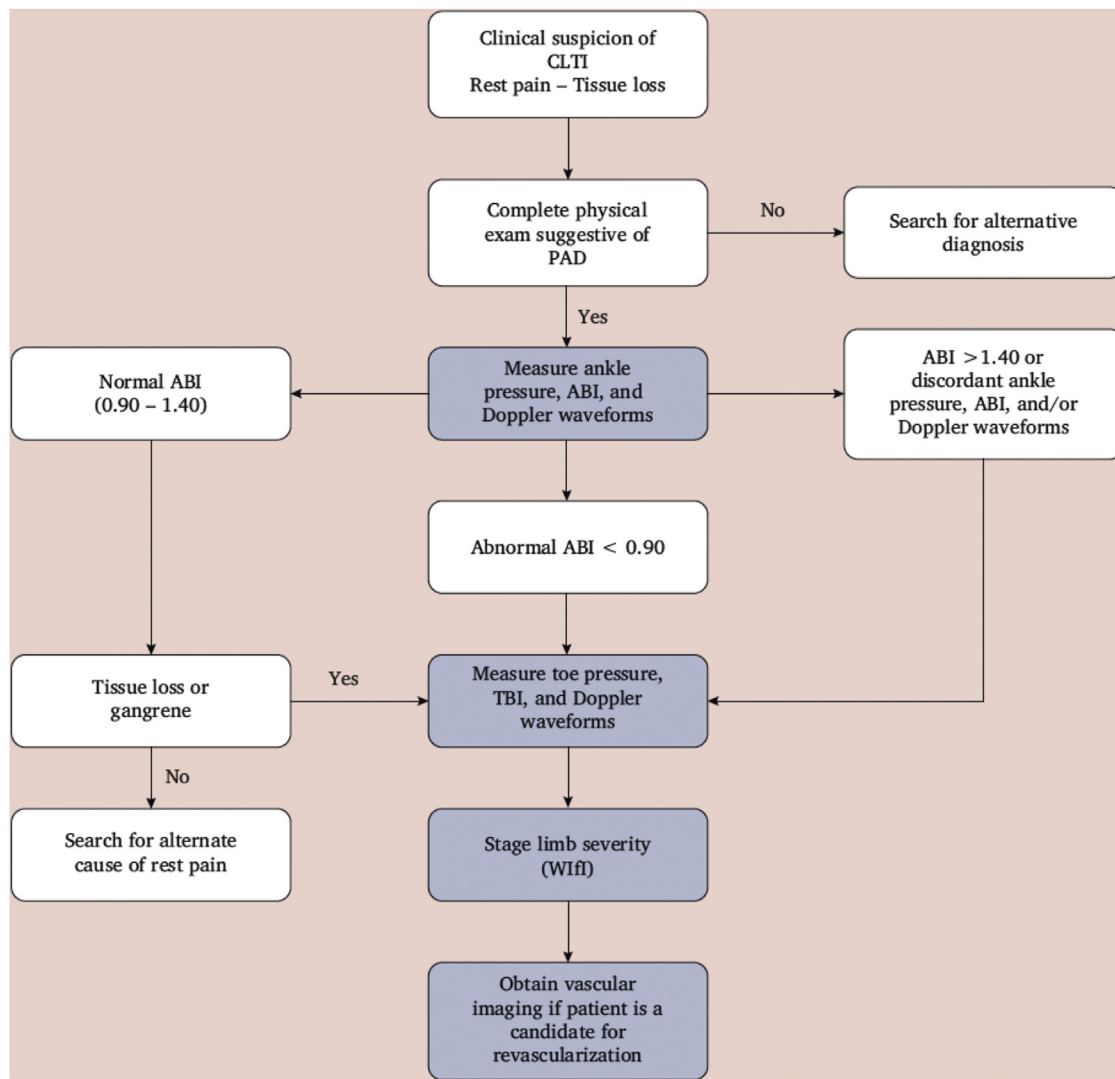 Clinical suspicion of
CLTI
Rest pain – Tissue loss
Complete physical
exam suggestive of
PAD
No
Search for alternative
diagnosis
Yes
Normal ABI
(0.90 – 1.40)
Measure ankle
pressure, ABI, and
Doppler waveforms
ABI >1.40 or
discordant ankle
pressure, ABI, and/or
Doppler waveforms
Abnormal ABI < 0.90
Tissue loss or
gangrene
Yes
Measure toe pressure,
TBI, and Doppler
waveforms
No
Search for alternate
cause of rest pain
Stage limb severity
(WIfI)
Obtain vascular
imaging if patient is a
candidate for
revascularization